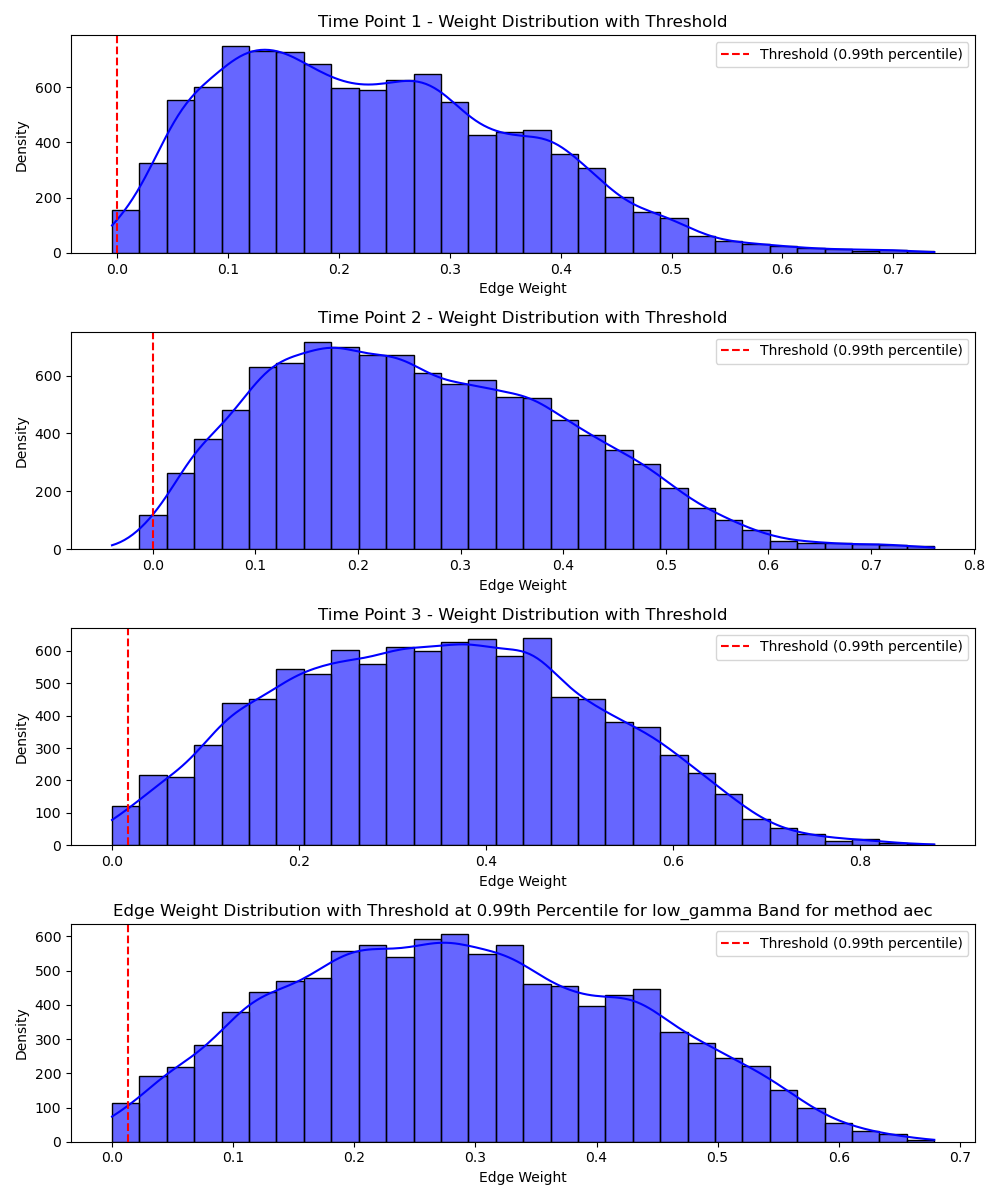 Time Point 1 - Weight Distribution with Threshold
Threshold (0.99th percentile)
Density
600
400
200
0
0.0 0.1 0.2 0.3 0.4 0.5 0.6 0.7
Edge Weight
Time Point 2 - Weight Distribution with Threshold
Threshold (0.99th percentile)
Density
600
400
200
0
0.0 0.1 0.2 0.3 0.4 0.5 0.6 0.7 0.8
Edge Weight
Time Point 3 - Weight Distribution with Threshold
Threshold (0.99th percentile)
Density
600
500
400
300
200
100
0
0.0 0.2 0.4 0.6 0.8
Edge Weight
Edge Weight Distribution with Threshold at 0.99th Percentile for low_gamma Band for method aec
Threshold (0.99th percentile)
Density
600
500
400
300
200
100
0
0.0 0.1 0.2 0.3 0.4 0.5 0.6 0.7
Edge Weight